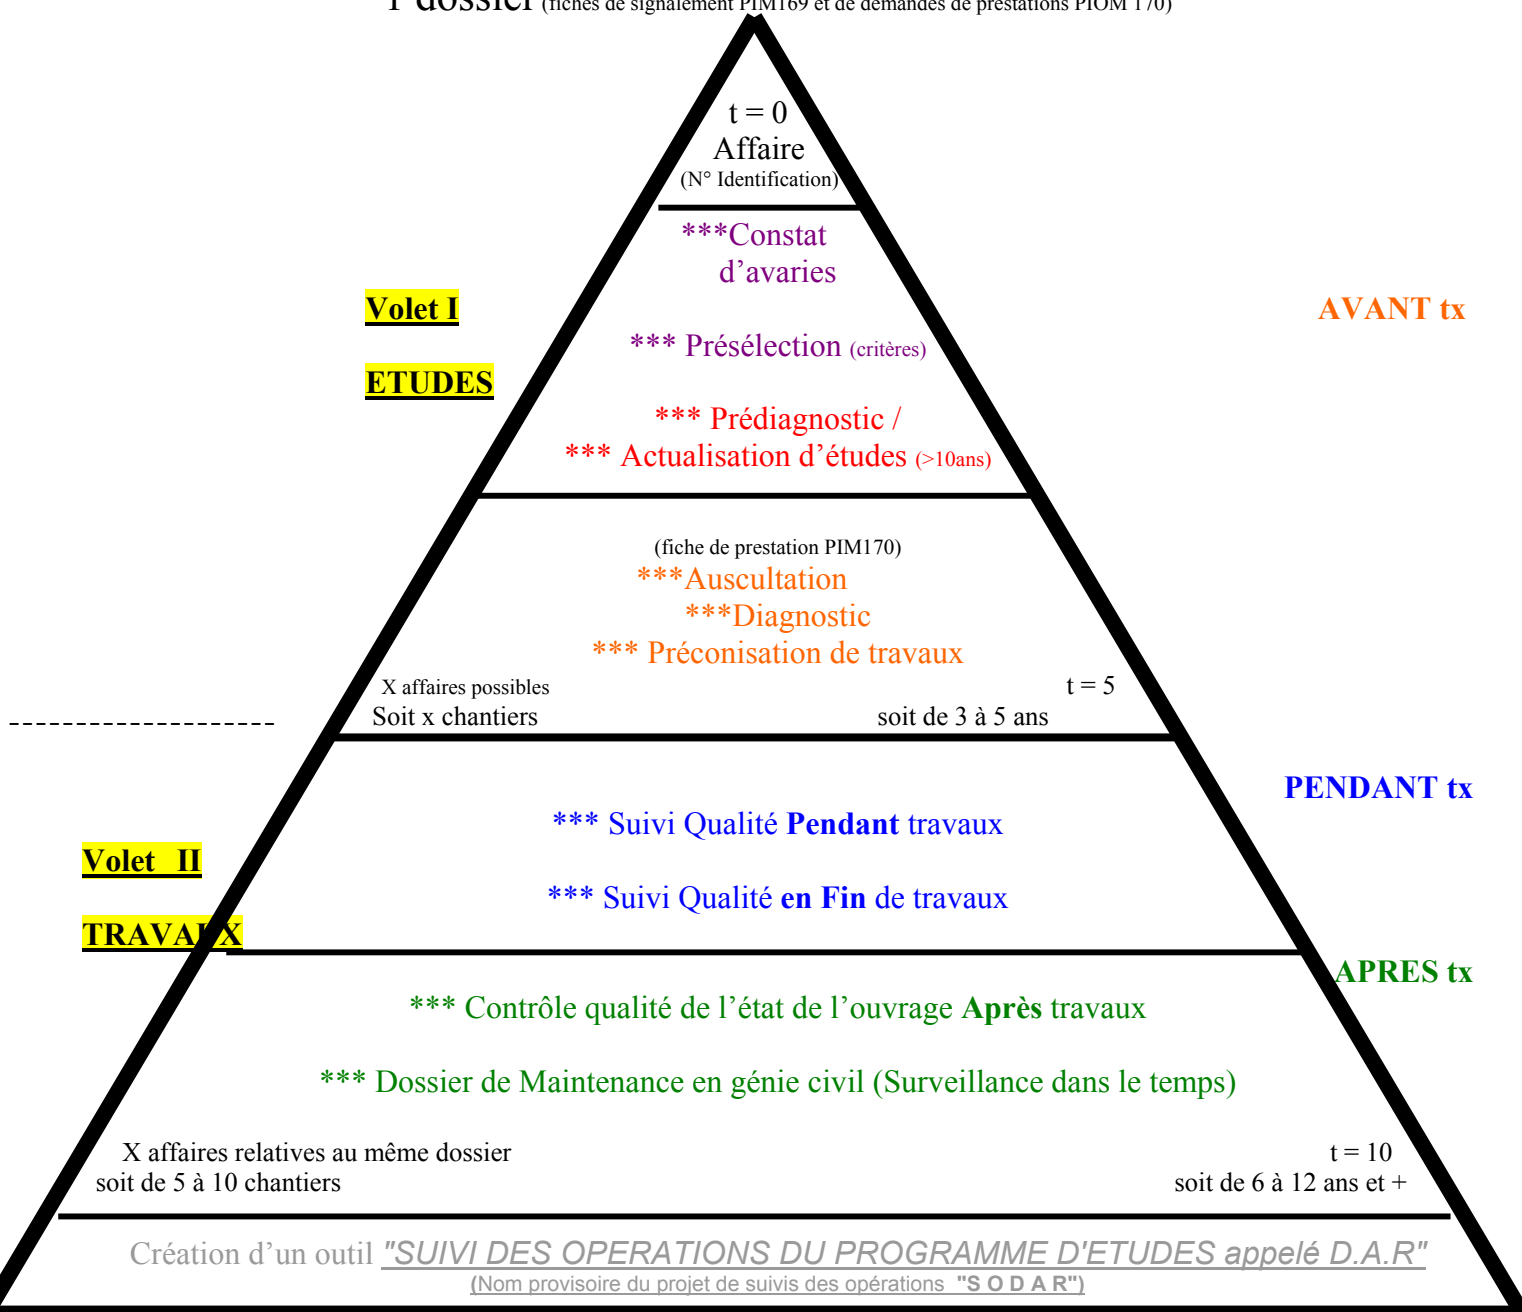 1 dossier (fiches de signalement PIM169 et de demandes de prestations PIOM 170)
t = 0
Affaire
(N° Identification)
***Constat
d’avaries
Volet I
AVANT tx
*** Présélection (critères)
ETUDES
*** Prédiagnostic /
*** Actualisation d’études (>10ans)
(fiche de prestation PIM170)
***Auscultation
***Diagnostic
*** Préconisation de travaux
X affaires possibles t = 5
Soit x chantiers soit de 3 à 5 ans
--------------------
PENDANT tx
*** Suivi Qualité Pendant travaux
Volet II
*** Suivi Qualité en Fin de travaux
TRAVAUX
APRES tx
*** Contrôle qualité de l’état de l’ouvrage Après travaux
*** Dossier de Maintenance en génie civil (Surveillance dans le temps)
X affaires relatives au même dossier t = 10
soit de 5 à 10 chantiers soit de 6 à 12 ans et +
Création d’un outil "SUIVI DES OPERATIONS DU PROGRAMME D'ETUDES appelé D.A.R"
(Nom provisoire du projet de suivis des opérations "S O D A R")